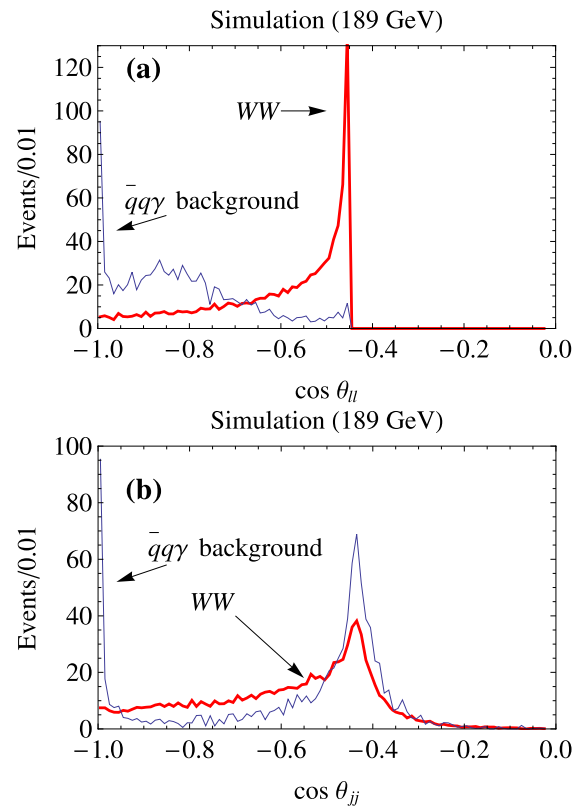 Simulation (189 GeV)
(a)
WW
q̄qγ background
Events/0.01
120
100
80
60
40
20
0
−1.0 −0.8 −0.6 −0.4 −0.2 0.0
cos θll
Simulation (189 GeV)
(b)
q̄qγ background
WW
Events/0.01
100
80
60
40
20
0
−1.0 −0.8 −0.6 −0.4 −0.2 0.0
cos θjj